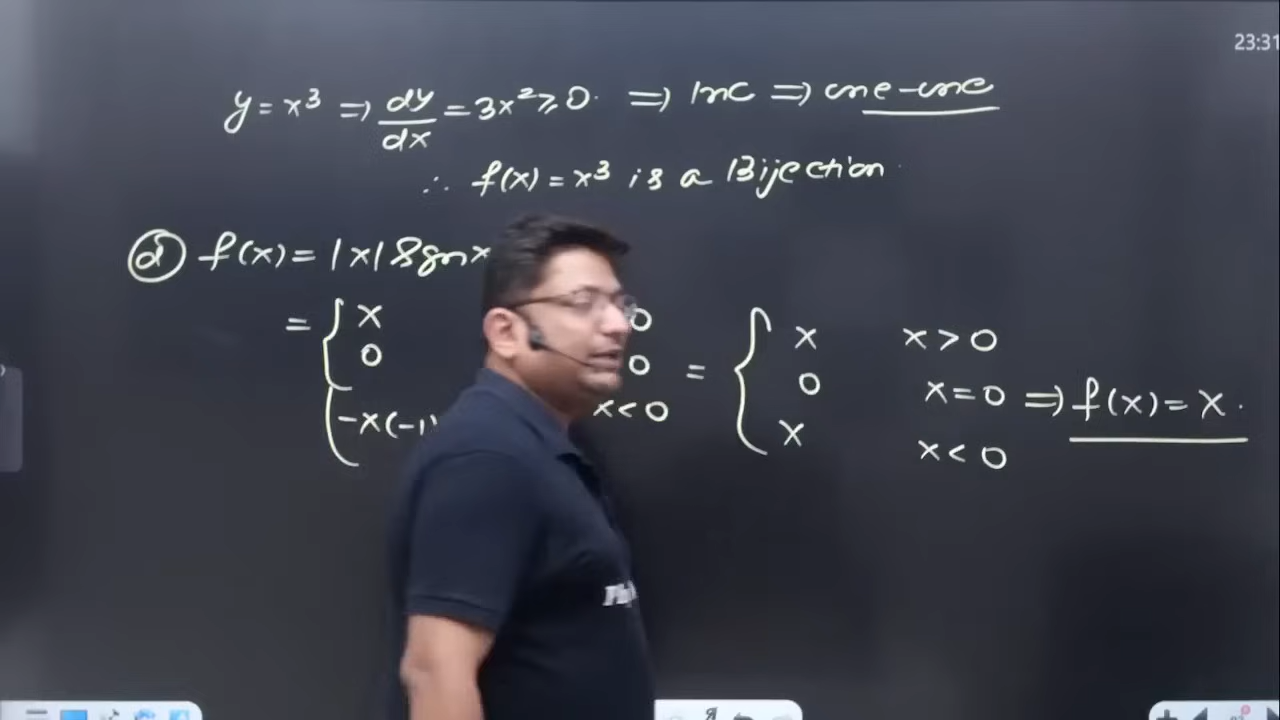 23:31
y = x³ ⇒ dy/dx = 3x² ≥ 0. ⇒ Inc ⇒ one-one
∴ f(x) = x³ is a Bijection.
(d) f(x) = |x| sgn x
= { x 0 = { x x > 0
0 0 0 x = 0 ⇒ f(x) = x.
-x(-1) x < 0 x x < 0